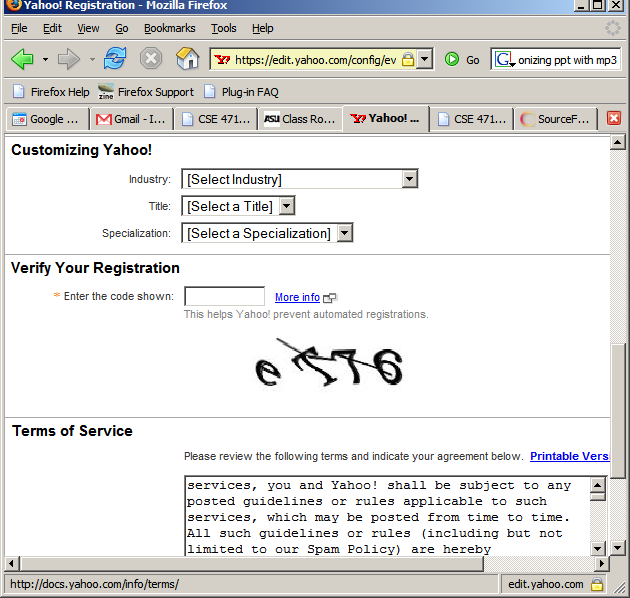 Yahoo! Registration - Mozilla Firefox
File Edit View Go Bookmarks Tools Help
https://edit.yahoo.com/config/ev Go G onizing ppt with mp3
Firefox Help zine Firefox Support Plug-in FAQ
Google ... Gmail - I... CSE 471... ASU Class Ro... Yahoo! ... CSE 471... SourceF...
Customizing Yahoo!
Industry: [Select Industry]
Title: [Select a Title]
Specialization: [Select a Specialization]
Verify Your Registration
* Enter the code shown: More info
This helps Yahoo! prevent automated registrations.
Terms of Service
Please review the following terms and indicate your agreement below. Printable Vers
services, you and Yahoo! shall be subject to any
posted guidelines or rules applicable to such
services, which may be posted from time to time.
All such guidelines or rules (including but not
limited to our Spam Policy) are hereby
http://docs.yahoo.com/info/terms/ edit.yahoo.com